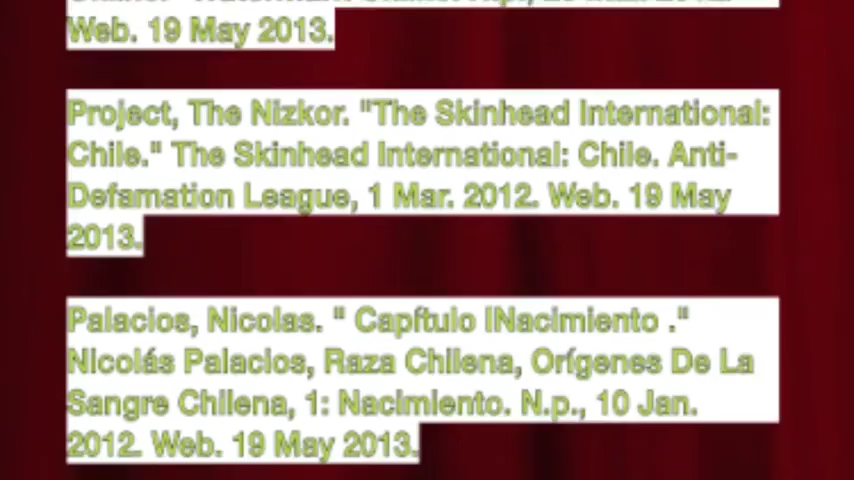 Web. 19 May 2013.
Project, The Nizkor. "The Skinhead International:
Chile." The Skinhead International: Chile. Anti-
Defamation League, 1 Mar. 2012. Web. 19 May
2013.
Palacios, Nicolas. " Capítulo INacimiento ."
Nicolás Palacios, Raza Chilena, Orígenes De La
Sangre Chilena, 1: Nacimiento. N.p., 10 Jan.
2012. Web. 19 May 2013.